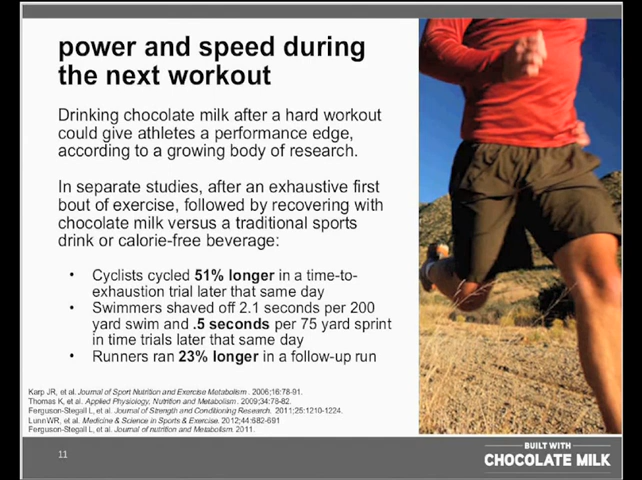 power and speed during
the next workout
Drinking chocolate milk after a hard workout
could give athletes a performance edge,
according to a growing body of research.
In separate studies, after an exhaustive first
bout of exercise, followed by recovering with
chocolate milk versus a traditional sports
drink or calorie-free beverage:
• Cyclists cycled 51% longer in a time-to-
exhaustion trial later that same day
• Swimmers shaved off 2.1 seconds per 200
yard swim and .5 seconds per 75 yard sprint
in time trials later that same day
• Runners ran 23% longer in a follow-up run
Karp JR, et al. Journal of Sport Nutrition and Exercise Metabolism. 2006;16:78-91.
Thomas K, et al. Applied Physiology, Nutrition and Metabolism. 2009;34:78-82.
Ferguson-Stegall L, et al. Journal of Strength and Conditioning Research. 2011;25:1210-1224.
Lunn WR, et al. Medicine & Science in Sports & Exercise. 2012;44:682-691
Ferguson-Stegall L, et al. Journal of nutrition and Metabolism. 2011.
11
BUILT WITH
CHOCOLATE MILK